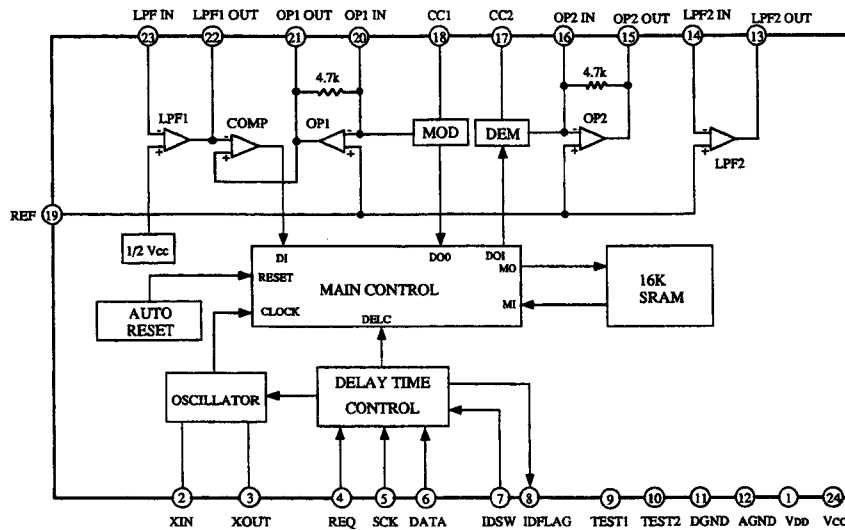 LPF IN LPF1 OUT OP1 OUT OP1 IN CC1 CC2 OP2 IN OP2 OUT LPF2 IN LPF2 OUT
23 22 21 20 18 17 16 15 14 13
4.7k 4.7k
LPF1 COMP OP1 MOD DEM OP2 LPF2
- + - + - + - + - +
REF 19
1/2 Vcc
DI DO0 DO1
RESET MAIN CONTROL MO
CLOCK DELC MI
16K
SRAM
AUTO
RESET
OSCILLATOR
DELAY TIME
CONTROL
2 3 4 5 6 7 8 9 10 11 12 1 24
XIN XOUT REQ SCK DATA IDSW IDFLAG TEST1 TEST2 DGND AGND VDD VCC